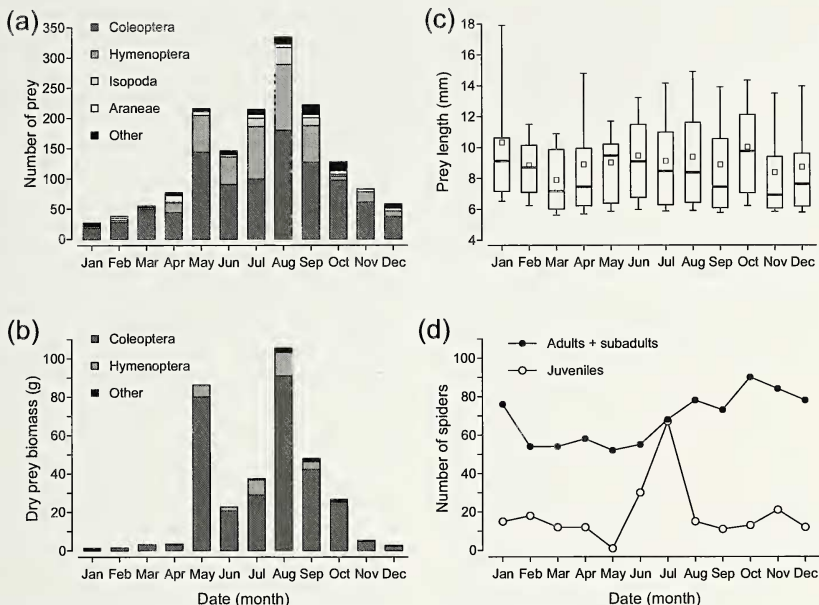 (a)
Number of prey
350
300
250
200
150
100
50
0
Coleoptera
Hymenoptera
Isopoda
Araneae
Other
Jan Feb Mar Apr May Jun Jul Aug Sep Oct Nov Dec
(b)
Dry prey biomass (g)
100
80
60
40
20
0
Coleoptera
Hymenoptera
Other
Jan Feb Mar Apr May Jun Jul Aug Sep Oct Nov Dec
Date (month)
(c)
Prey length (mm)
18
16
14
12
10
8
6
4
Jan Feb Mar Apr May Jun Jul Aug Sep Oct Nov Dec
(d)
Number of spiders
100
80
60
40
20
0
Adults + subadults
Juveniles
Jan Feb Mar Apr May Jun Jul Aug Sep Oct Nov Dec
Date (month)